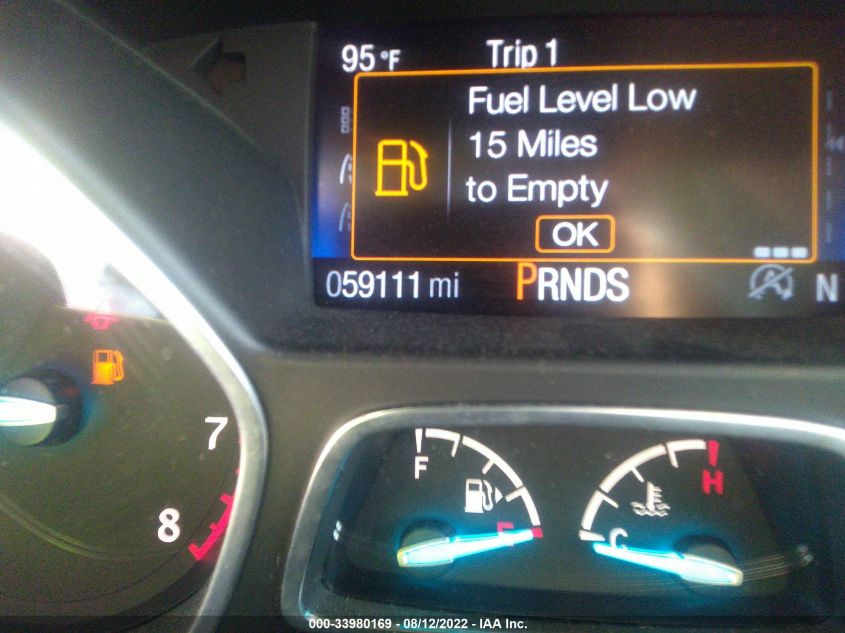 95°F Trip 1
Fuel Level Low
15 Miles
to Empty
OK
059111 mi PRNDS N
7
8
F
E
H
C
000-33980169 - 08/12/2022 - IAA Inc.